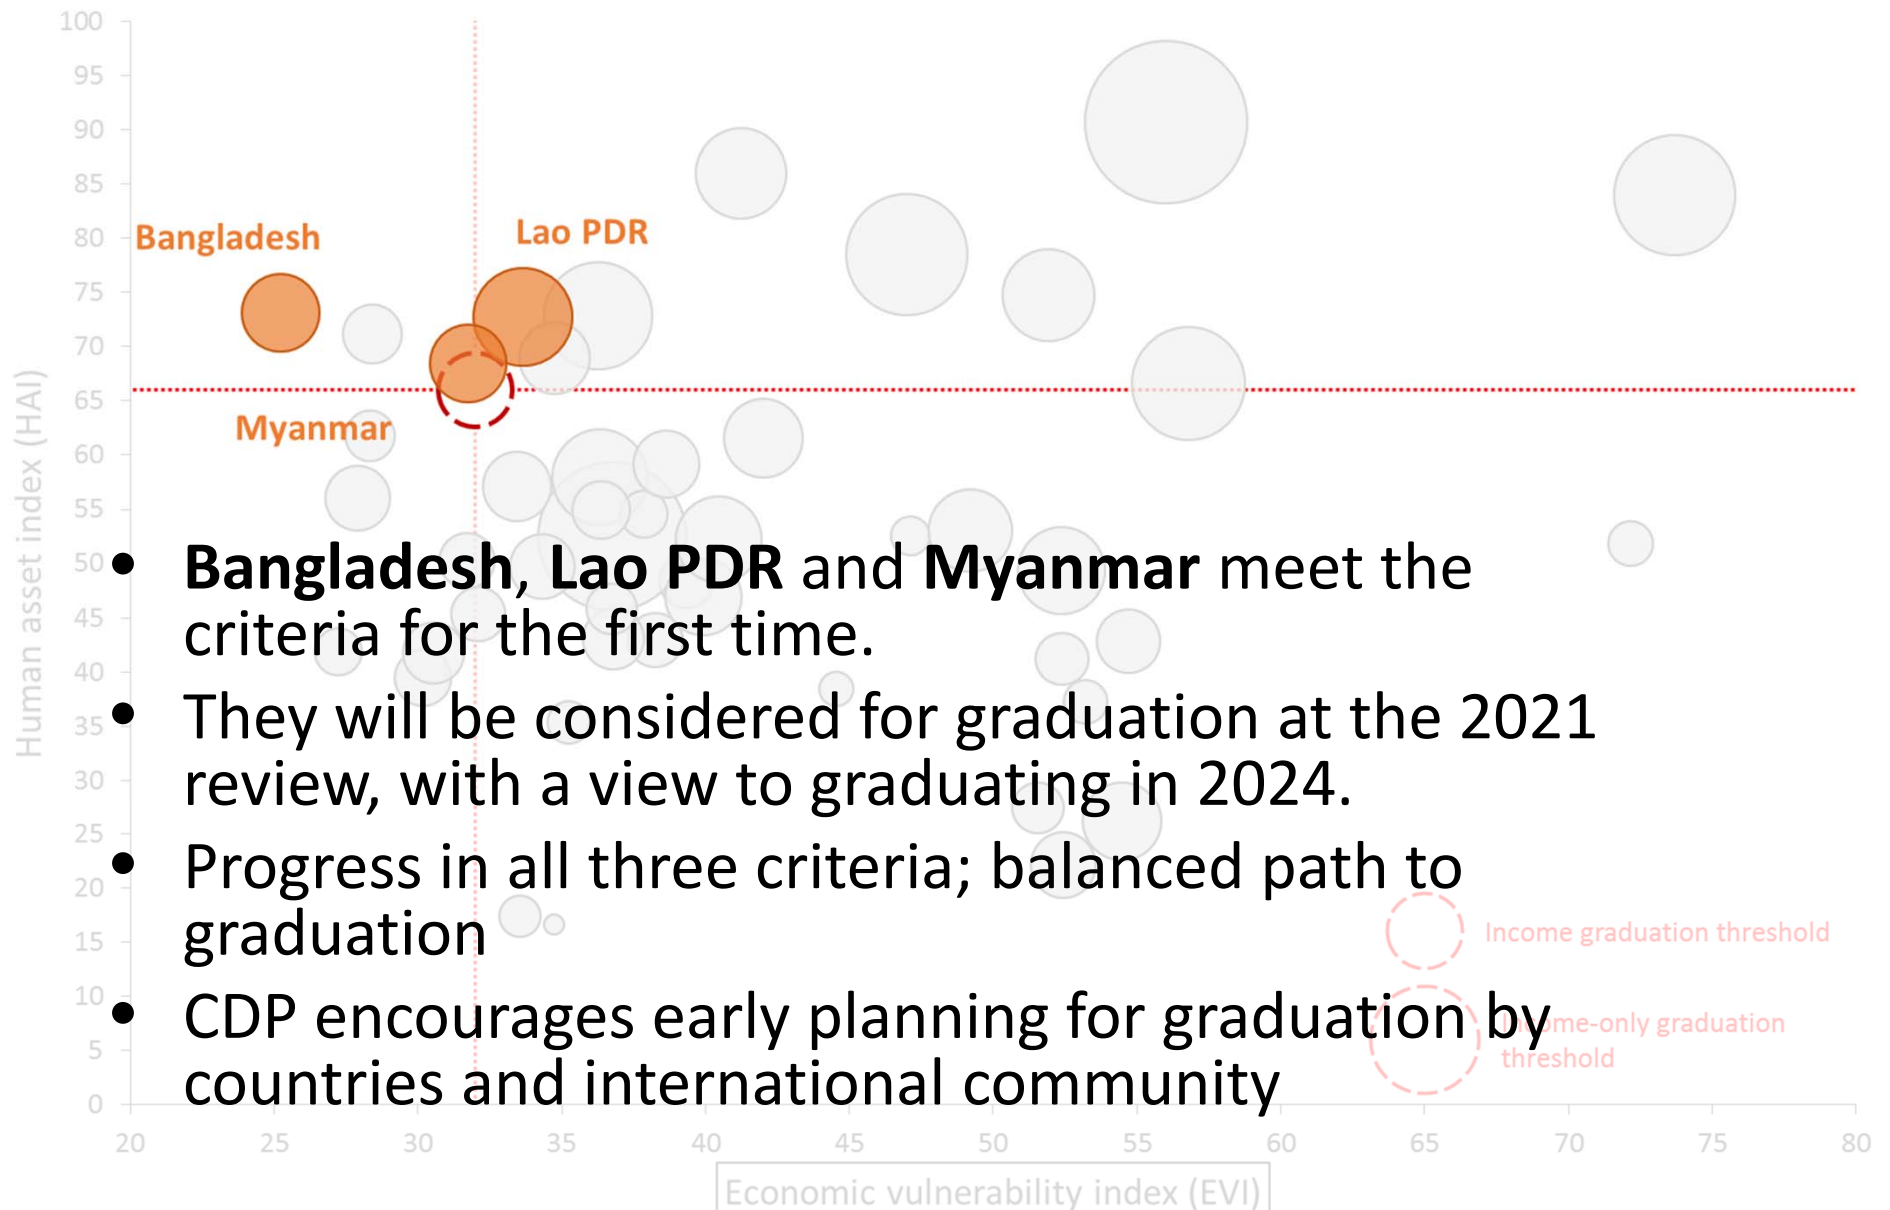 100
95
90
85
80
75
70
65
60
55
50
45
40
35
30
25
20
15
10
5
0
Human asset index (HAI)
Bangladesh
Lao PDR
Myanmar
• Bangladesh, Lao PDR and Myanmar meet the
criteria for the first time.
• They will be considered for graduation at the 2021
review, with a view to graduating in 2024.
• Progress in all three criteria; balanced path to
graduation
• CDP encourages early planning for graduation by
countries and international community
Income graduation threshold
Income-only graduation
threshold
20 25 30 35 40 45 50 55 60 65 70 75 80
Economic vulnerability index (EVI)